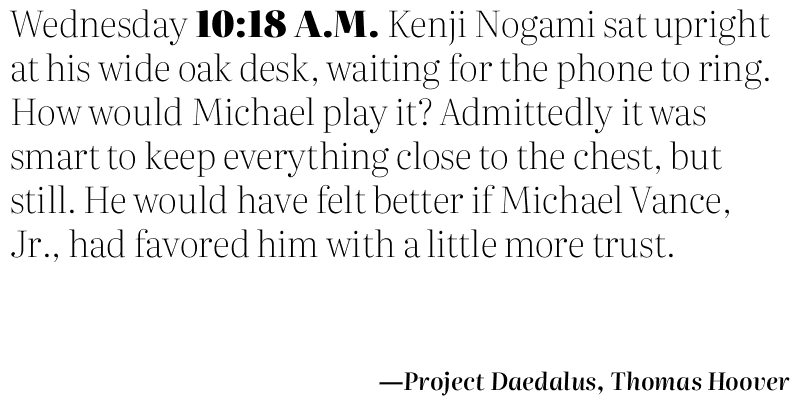 Wednesday 10:18 A.M. Kenji Nogami sat upright
at his wide oak desk, waiting for the phone to ring.
How would Michael play it? Admittedly it was
smart to keep everything close to the chest, but
still. He would have felt better if Michael Vance,
Jr., had favored him with a little more trust.
—Project Daedalus, Thomas Hoover